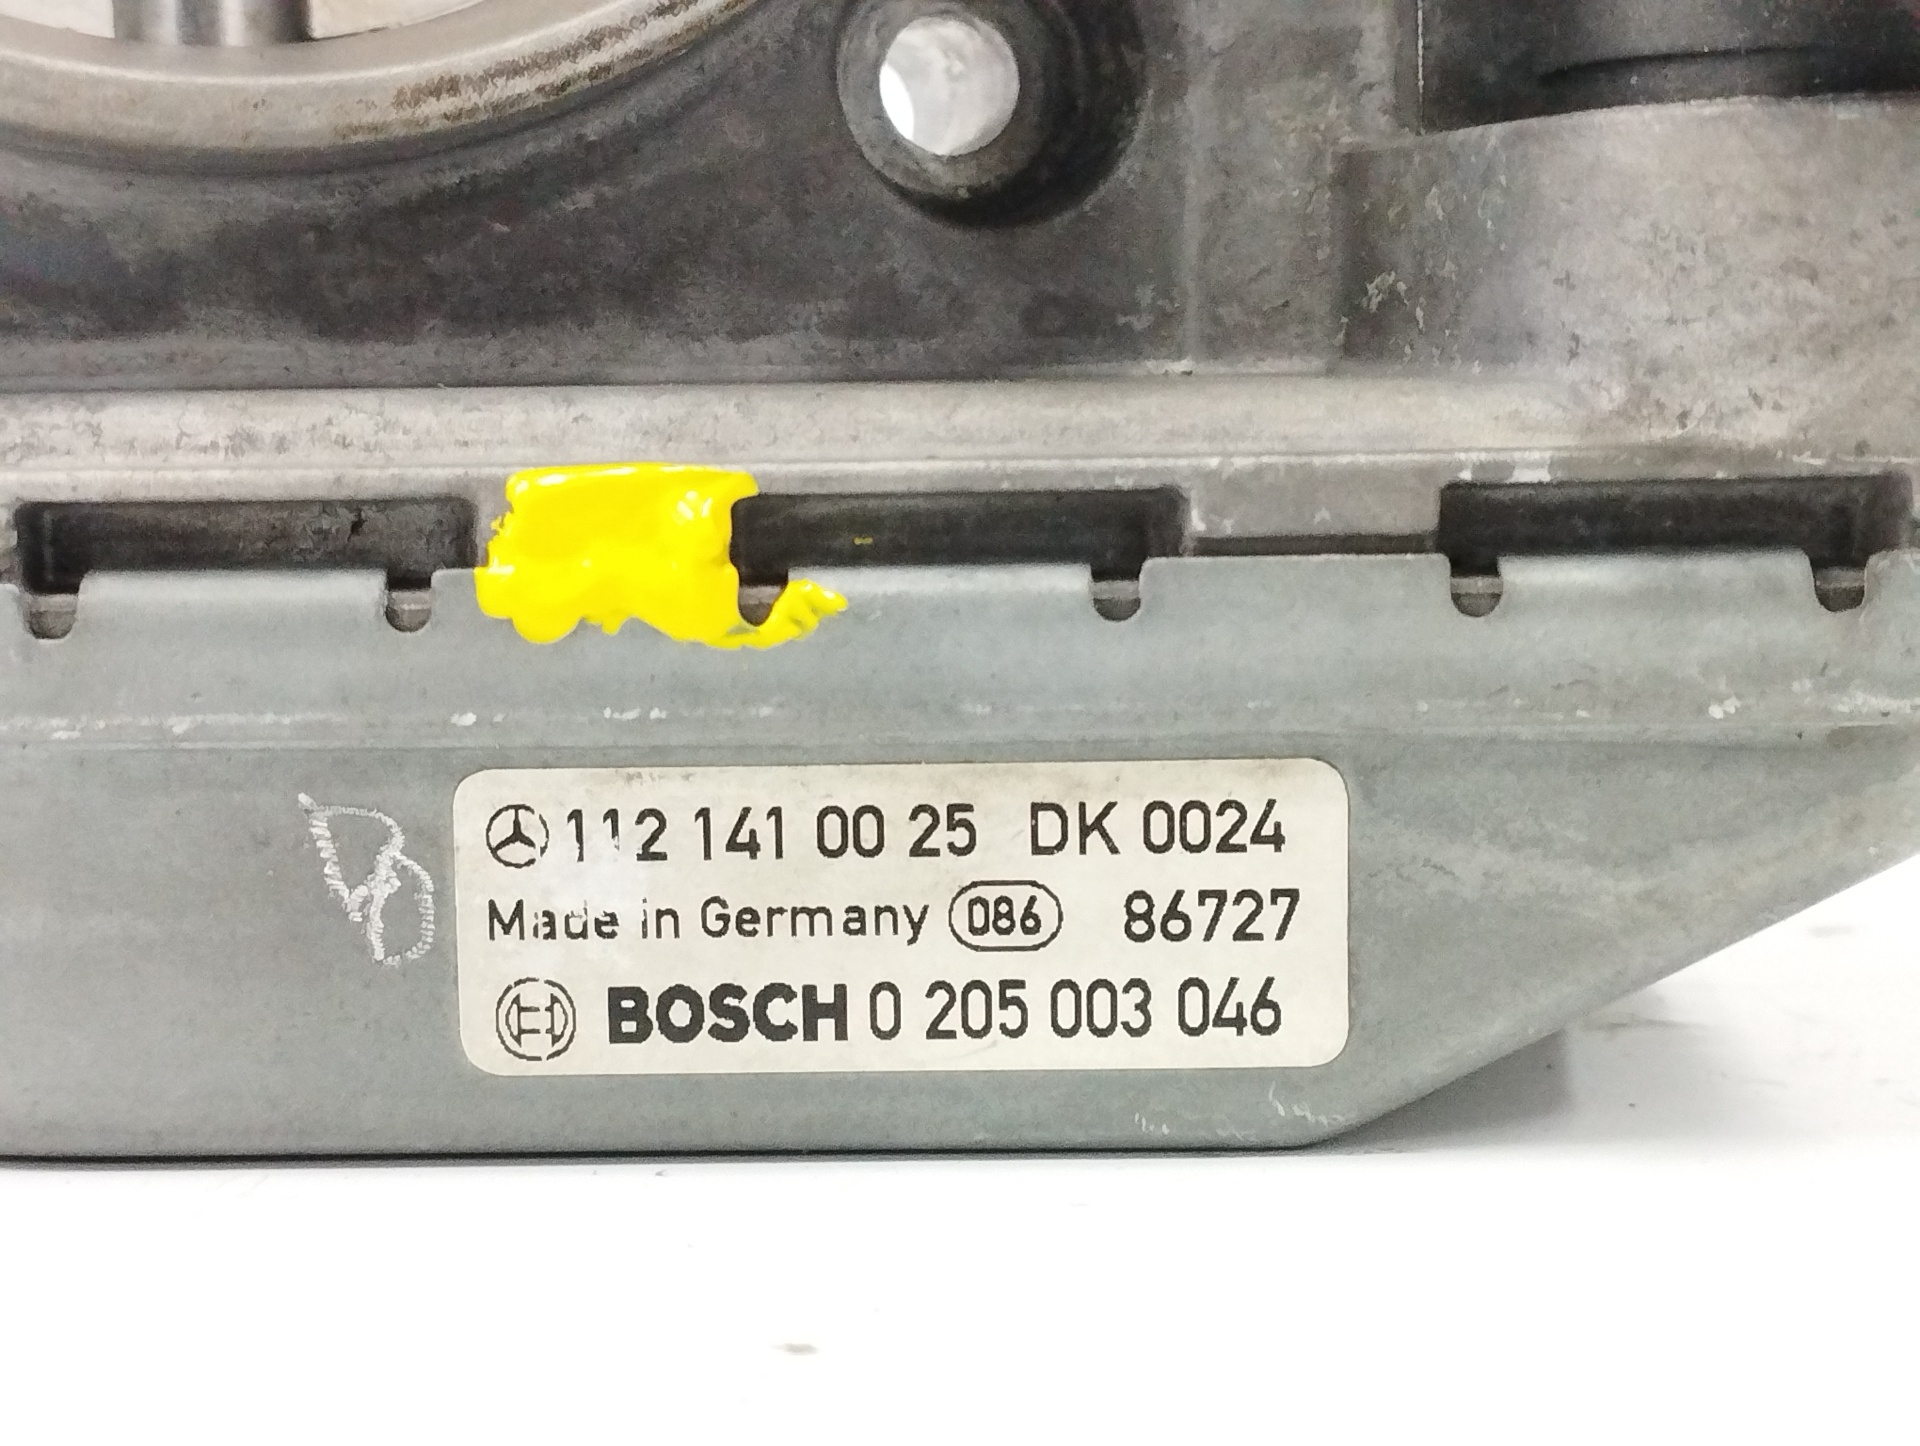 112 141 00 25 DK 0024
Made in Germany 086 86727
BOSCH 0 205 003 046